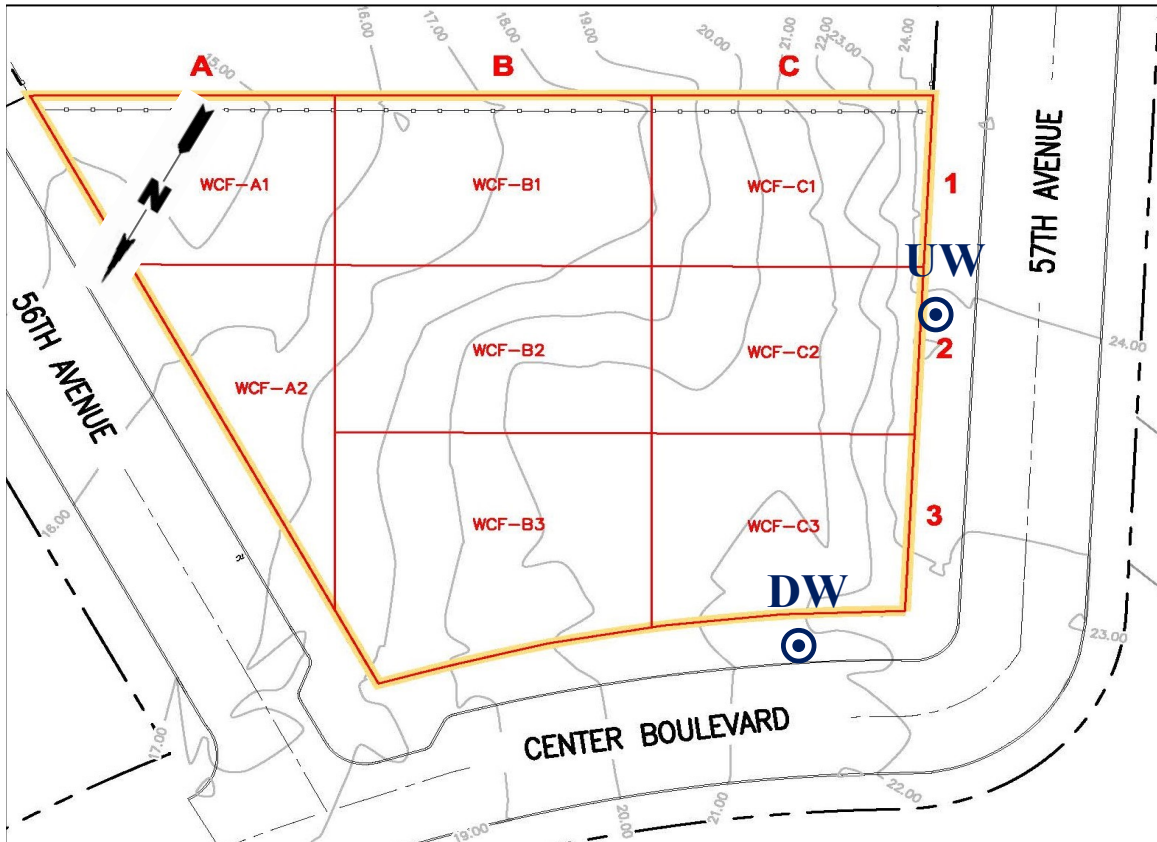 16.00
17.00
18.00
19.00
20.00
21.00
22.00
23.00
24.00
15.00
A
B
C
WCF-A1
WCF-B1
WCF-C1
1
57TH AVENUE
N
UW
56TH AVENUE
WCF-A2
WCF-B2
WCF-C2
2
24.00
16.00
WCF-B3
WCF-C3
3
DW
23.00
17.00
CENTER BOULEVARD
19.00
20.00
21.00
22.00